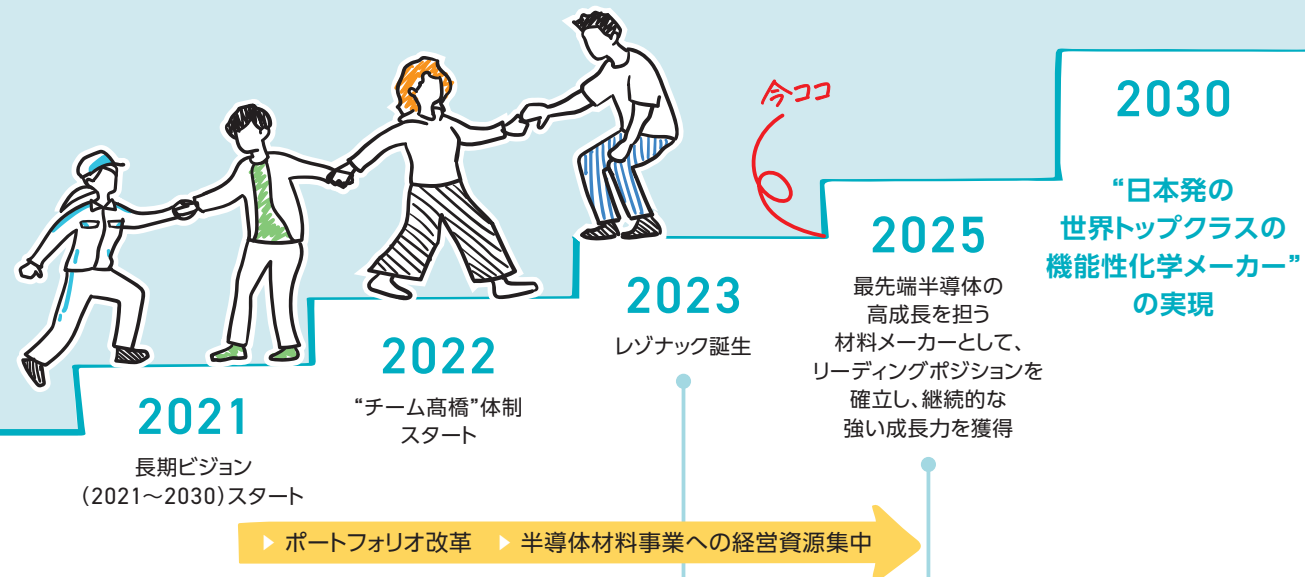 2021
長期ビジョン
（2021〜2030）スタート
2022
“チーム髙橋”体制
スタート
2023
レゾナック誕生
今ココ
2025
最先端半導体の
高成長を担う
材料メーカーとして、
リーディングポジションを
確立し、継続的な
強い成長力を獲得
2030
“日本発の
世界トップクラスの
機能性化学メーカー”
の実現
ポートフォリオ改革 半導体材料事業への経営資源集中